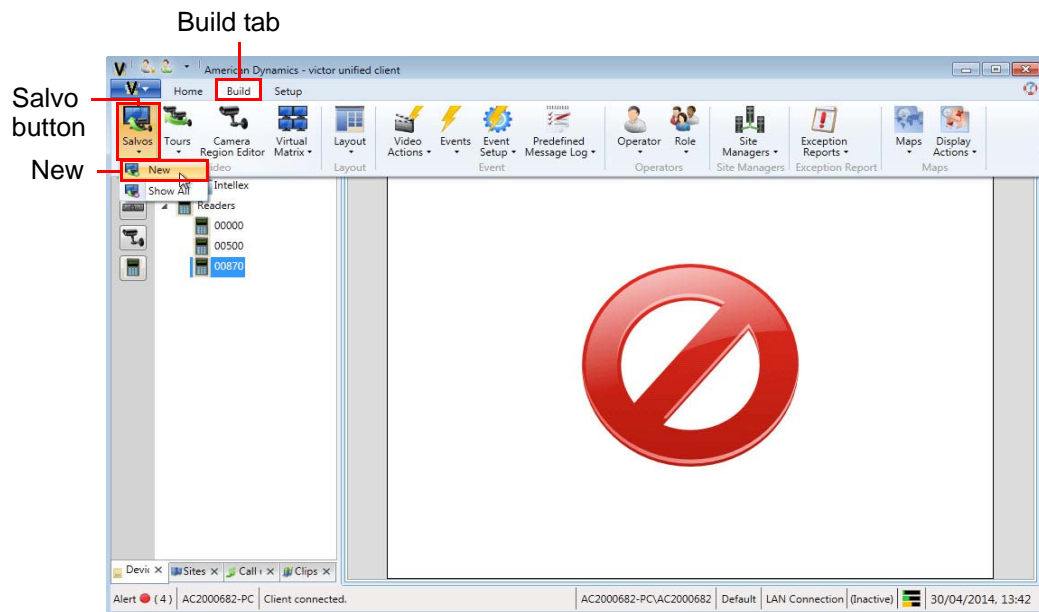 Build tab
Salvo button
New
American Dynamics - victor unified client
Home Build Setup
Salvos Tours Camera Region Editor Virtual Matrix Layout Video Actions Events Event Setup Predefined Message Log Operator Role Site Managers Exception Reports Maps Display Actions
Layout Event Operators Site Managers Exception Report Maps
New
Show All
Intellex
Readers
00000
00500
00870
Devic Sites Call Clips
Alert ( 4 ) AC2000682-PC Client connected. AC2000682-PC\AC2000682 Default LAN Connection (Inactive) 30/04/2014, 13:42